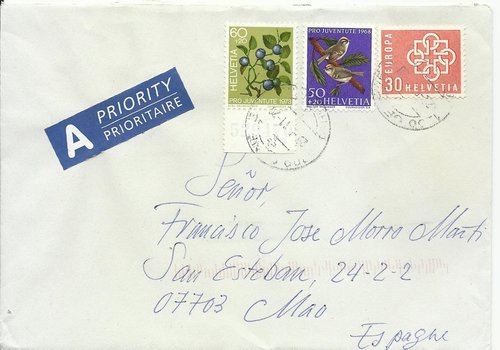 A PRIORITY
PRIORITAIRE
60
HELVETIA
PRO JUVENTUTE 1973
PRO JUVENTUTE 1968
50
+20 HELVETIA
EUROPA
30 HELVETIA
Señor,
Francisco Jose Morro Marti
San Esteban, 24-2-2
07703 Mao
Espagne